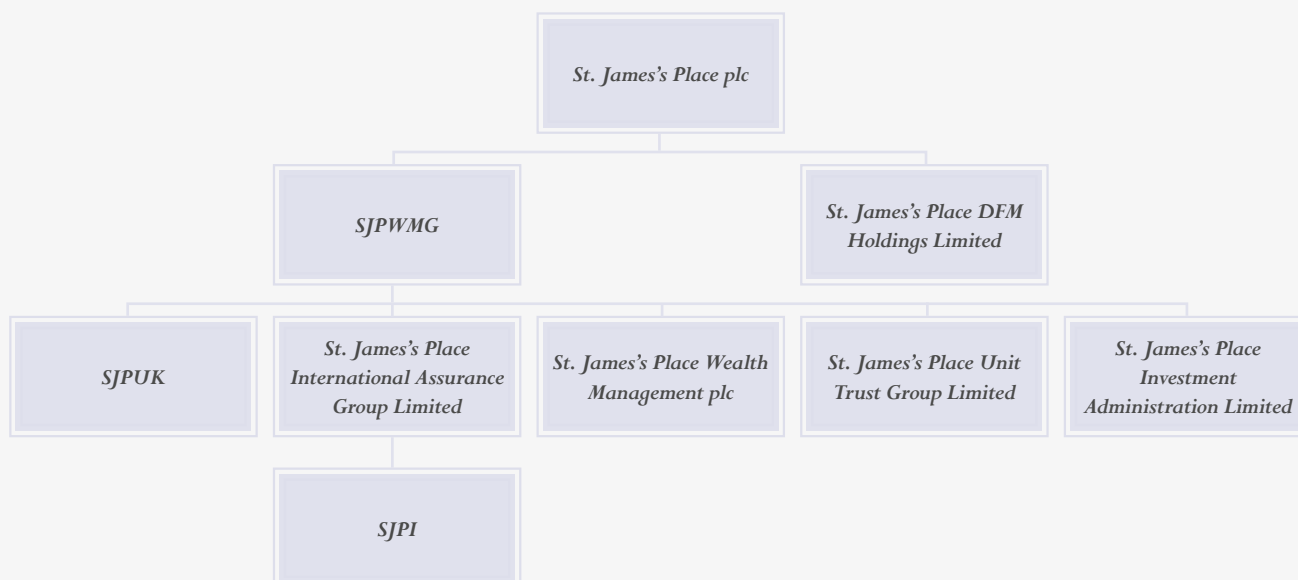 St. James’s Place plc
SJPWMG
St. James’s Place DFM
Holdings Limited
SJPUK
St. James’s Place
International Assurance
Group Limited
St. James’s Place Wealth
Management plc
St. James’s Place Unit
Trust Group Limited
St. James’s Place
Investment
Administration Limited
SJPI